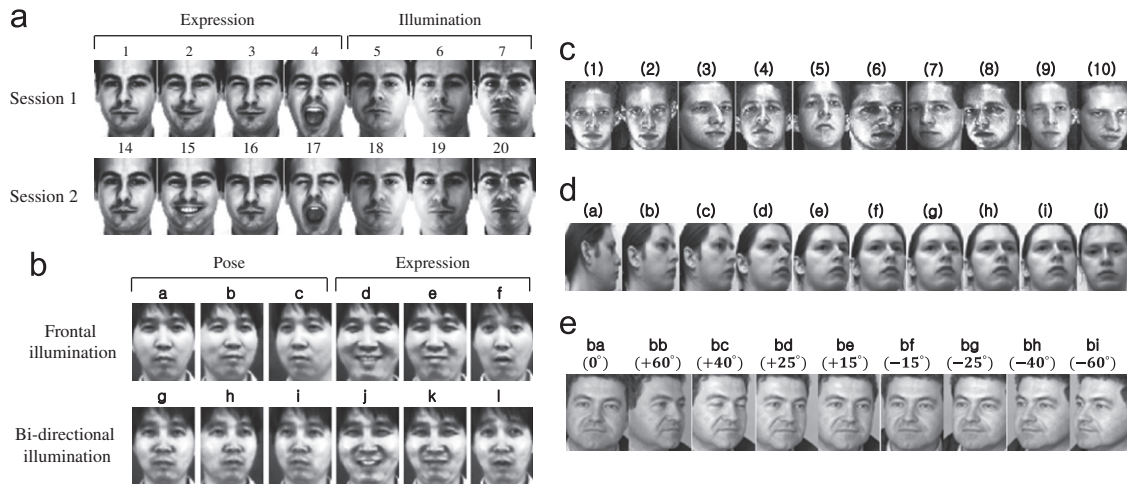 a
Expression Illumination
1 2 3 4 5 6 7
Session 1
14 15 16 17 18 19 20
Session 2
b
Pose Expression
a b c d e f
Frontal
illumination
g h i j k l
Bi-directional
illumination
c
(1) (2) (3) (4) (5) (6) (7) (8) (9) (10)
d
(a) (b) (c) (d) (e) (f) (g) (h) (i) (j)
e
ba bb bc bd be bf bg bh bi
(0°) (+60°) (+40°) (+25°) (+15°) (−15°) (−25°) (−40°) (−60°)